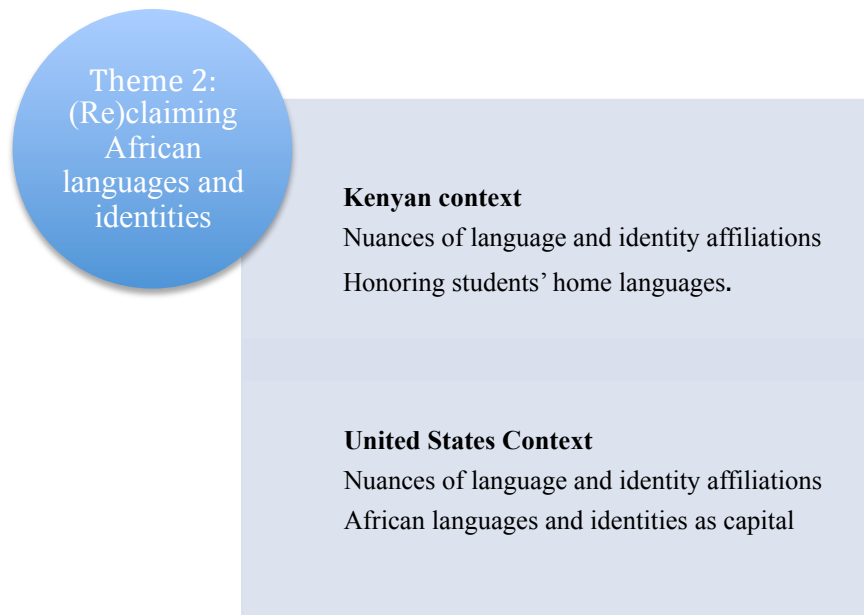 Theme 2:
(Re)claiming
African
languages and
identities
Kenyan context
Nuances of language and identity affiliations
Honoring students’ home languages.
United States Context
Nuances of language and identity affiliations
African languages and identities as capital